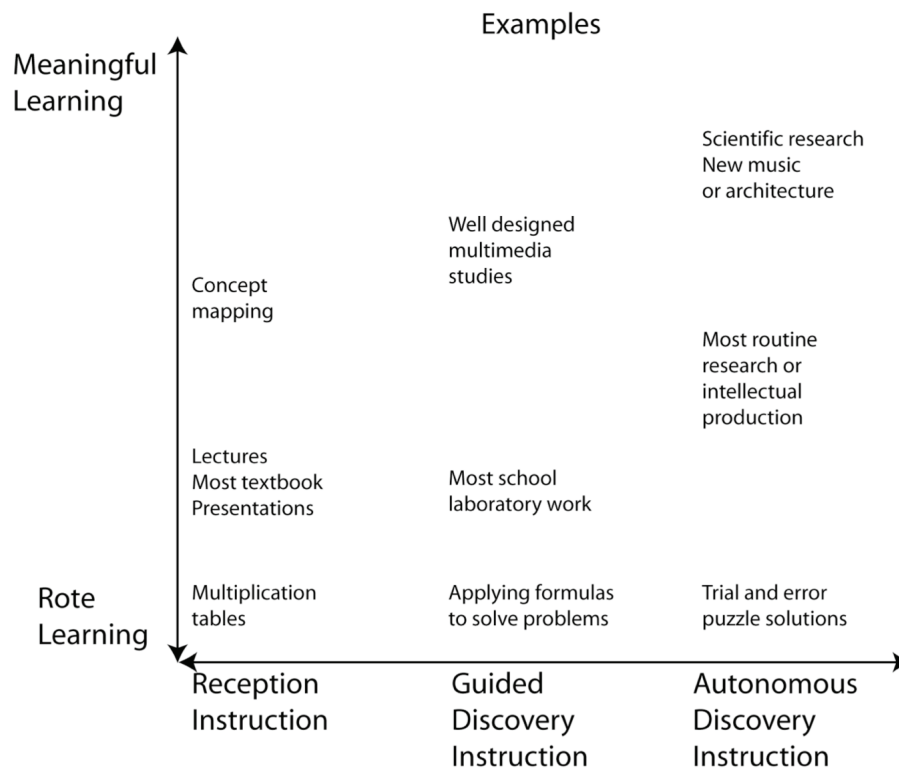 Examples
Meaningful
Learning
Scientific research
New music
or architecture
Well designed
multimedia
studies
Concept
mapping
Most routine
research or
intellectual
production
Lectures
Most textbook
Presentations
Most school
laboratory work
Rote
Learning
Multiplication
tables
Applying formulas
to solve problems
Trial and error
puzzle solutions
Reception
Instruction
Guided
Discovery
Instruction
Autonomous
Discovery
Instruction